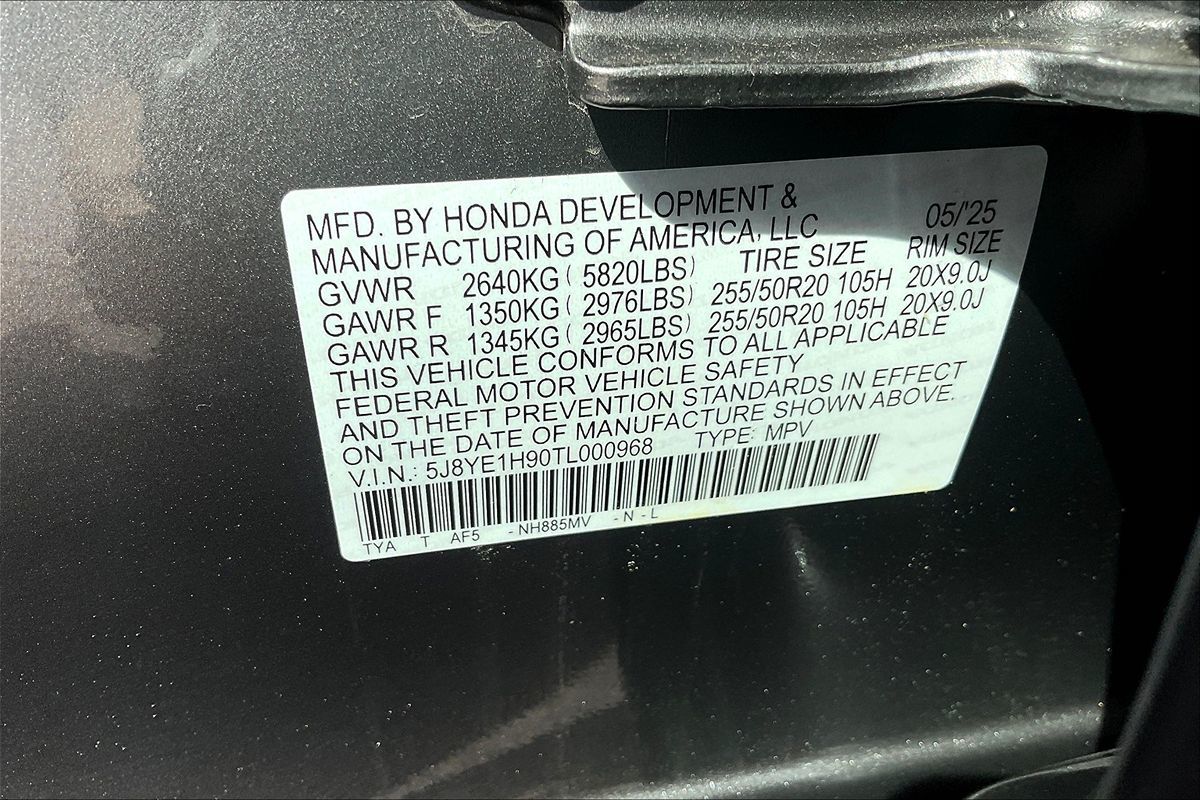 MFD. BY HONDA DEVELOPMENT &
MANUFACTURING OF AMERICA, LLC 05/'25
GVWR 2640KG ( 5820LBS) TIRE SIZE RIM SIZE
GAWR F 1350KG ( 2976LBS) 255/50R20 105H 20X9.0J
GAWR R 1345KG ( 2965LBS) 255/50R20 105H 20X9.0J
THIS VEHICLE CONFORMS TO ALL APPLICABLE
FEDERAL MOTOR VEHICLE SAFETY
AND THEFT PREVENTION STANDARDS IN EFFECT
ON THE DATE OF MANUFACTURE SHOWN ABOVE.
V.I.N.: 5J8YE1H90TL000968 TYPE: MPV
TYA T AF5 - NH885MV - N - L